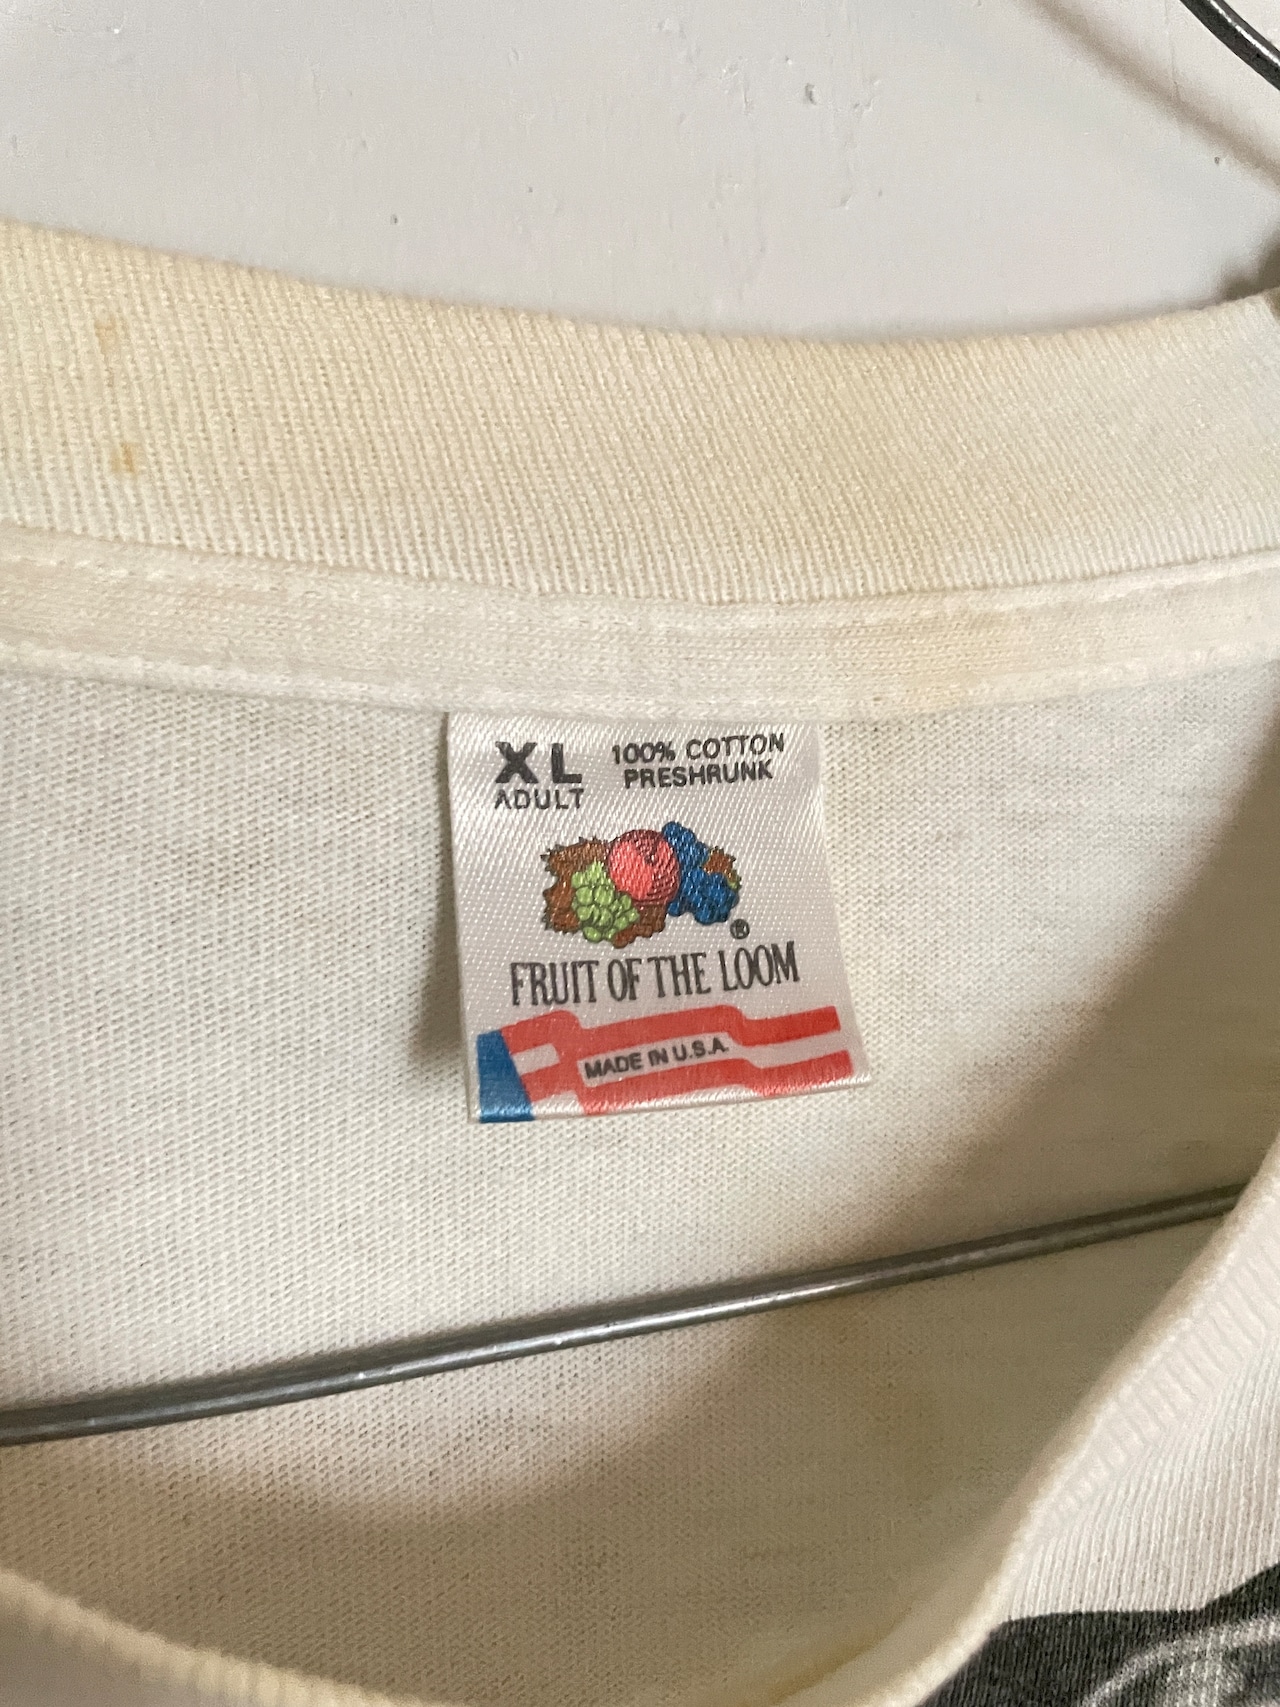 XL 100% COTTON
ADULT PRESHRUNK
®
FRUIT OF THE LOOM
MADE IN U.S.A.